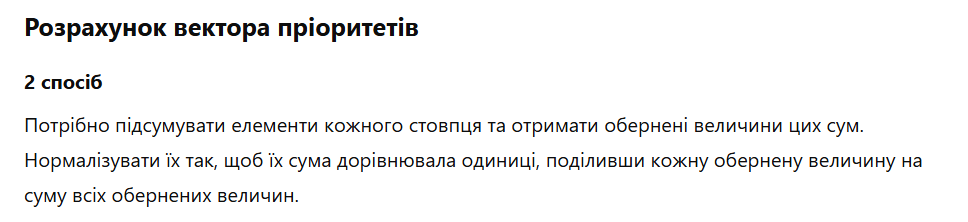 Розрахунок вектора пріоритетів
2 спосіб
Потрібно підсумувати елементи кожного стовпця та отримати обернені величини цих сум.
Нормалізувати їх так, щоб їх сума дорівнювала одиниці, поділивши кожну обернену величину на
суму всіх обернених величин.